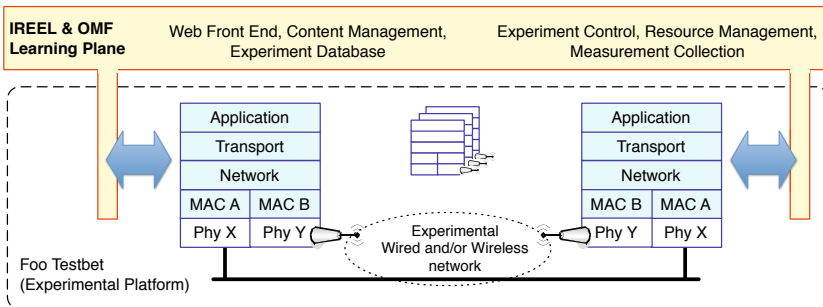 IREEL & OMF
Learning Plane
Web Front End, Content Management,
Experiment Database
Experiment Control, Resource Management,
Measurement Collection
Application
Transport
Network
MAC A
MAC B
Phy X
Phy Y
Experimental
Wired and/or Wireless
network
Application
Transport
Network
MAC B
MAC A
Phy Y
Phy X
Foo Testbet
(Experimental Platform)